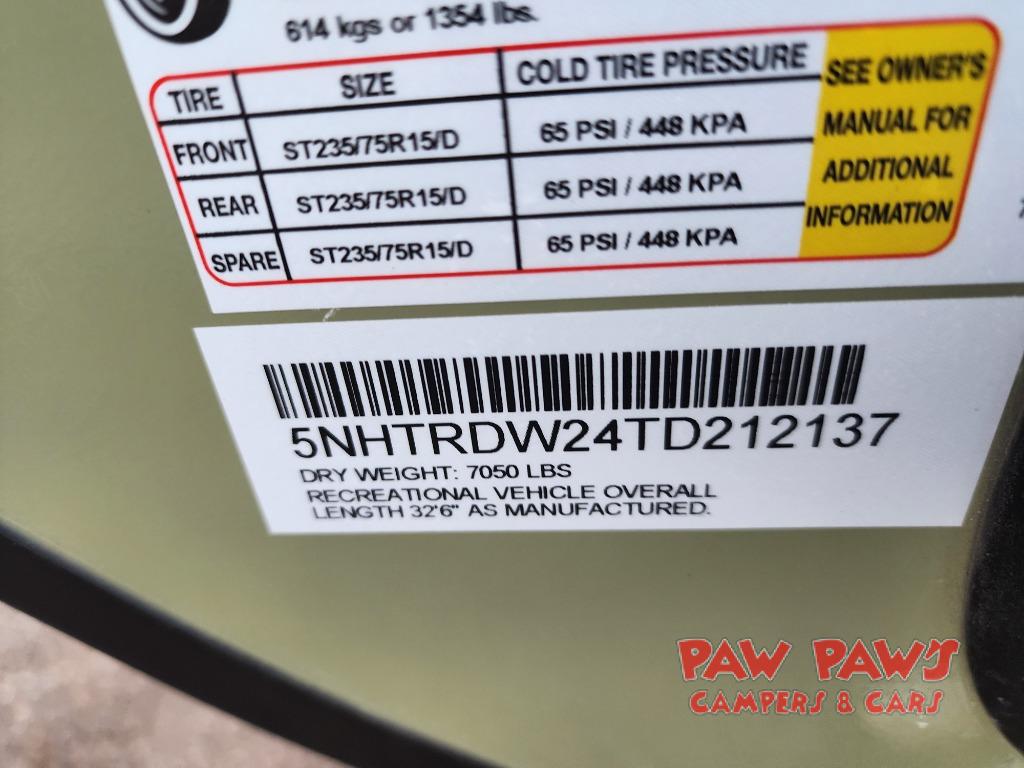 614 kgs or 1354 lbs.
TIRE SIZE COLD TIRE PRESSURE SEE OWNER'S
FRONT ST235/75R15/D 65 PSI / 448 KPA MANUAL FOR
REAR ST235/75R15/D 65 PSI / 448 KPA ADDITIONAL
SPARE ST235/75R15/D 65 PSI / 448 KPA INFORMATION
5NHTRDW24TD212137
DRY WEIGHT: 7050 LBS
RECREATIONAL VEHICLE OVERALL
LENGTH 32'6" AS MANUFACTURED.
PAW PAW'S
CAMPERS & CARS